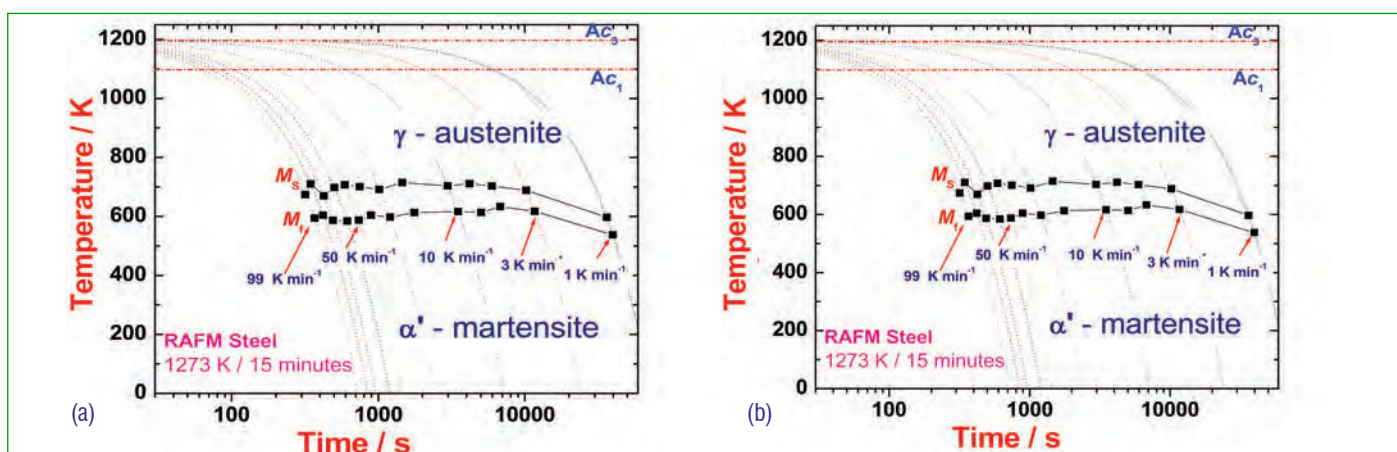 1200
Ac3
Ac1
1000
γ - austenite
800
Ms
600
Mf
50 K min-1
10 K min-1
3 K min-
1 K min-1
99 K min-1
400
α' - martensite
200
RAFM Steel
1273 K / 15 minutes
0
100
1000
10000
Temperature / K
Time / s
(a)
1200
Ac3
Ac1
1000
γ - austenite
800
Ms
600
Mf
50 K min-1
10 K min-1
3 K min-
1 K min-1
99 K min-1
400
α' - martensite
200
RAFM Steel
1273 K / 15 minutes
0
100
1000
10000
Temperature / K
Time / s
(b)